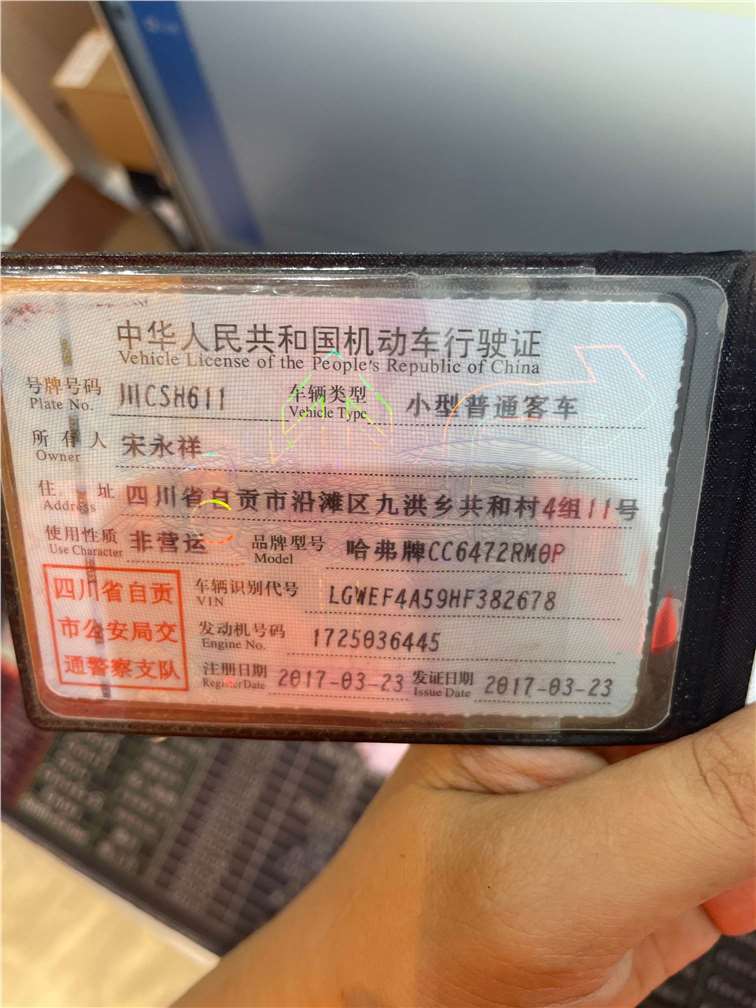 中华人民共和国机动车行驶证
Vehicle License of the People's Republic of China
号牌号码 川CSH611 车辆类型 小型普通客车
Plate No. Vehicle Type
所有人 宋永祥
Owner
住址 四川省自贡市沿滩区九洪乡共和村4组11号
Address
使用性质 非营运 品牌型号 哈弗牌CC6472RM0P
Use Character Model
四川省自贡
市公安局交
通警察支队
车辆识别代号 LGWEF4A59HF382678
VIN
发动机号码 1725036445
Engine No.
注册日期 2017-03-23 发证日期 2017-03-23
Register Date Issue Date